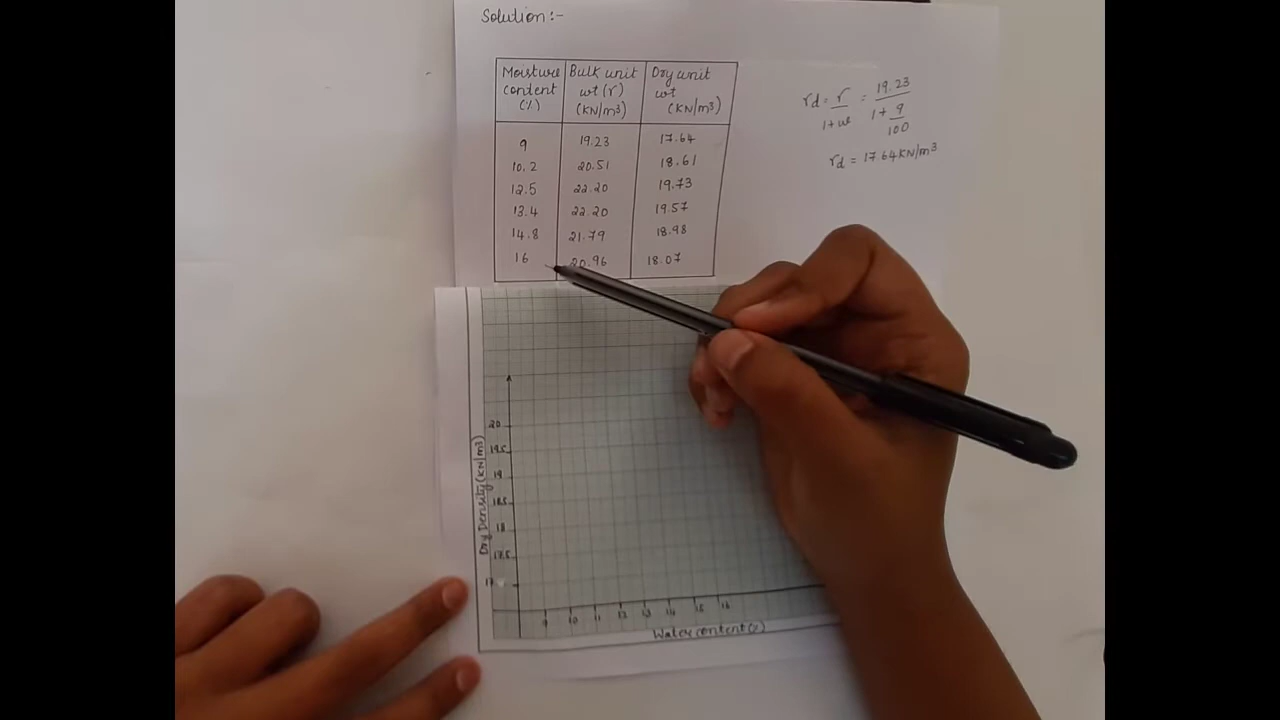 Solution:-
Moisture content (%)
Bulk unit wt (r) (KN/m³)
Dry unit wt (KN/m³)
9 19.23 17.64
10.2 20.51 18.61
12.5 22.20 19.73
13.4 22.20 19.57
14.8 21.79 18.98
16 20.96 18.07
rd = r / 1+w = 19.23 / 1 + 9/100
rd = 17.64 KN/m³
Dry Density (KN/m³)
20
19.5
19
18.5
18
17.5
17
9 10 11 12 13 14 15 16
Water content (%)